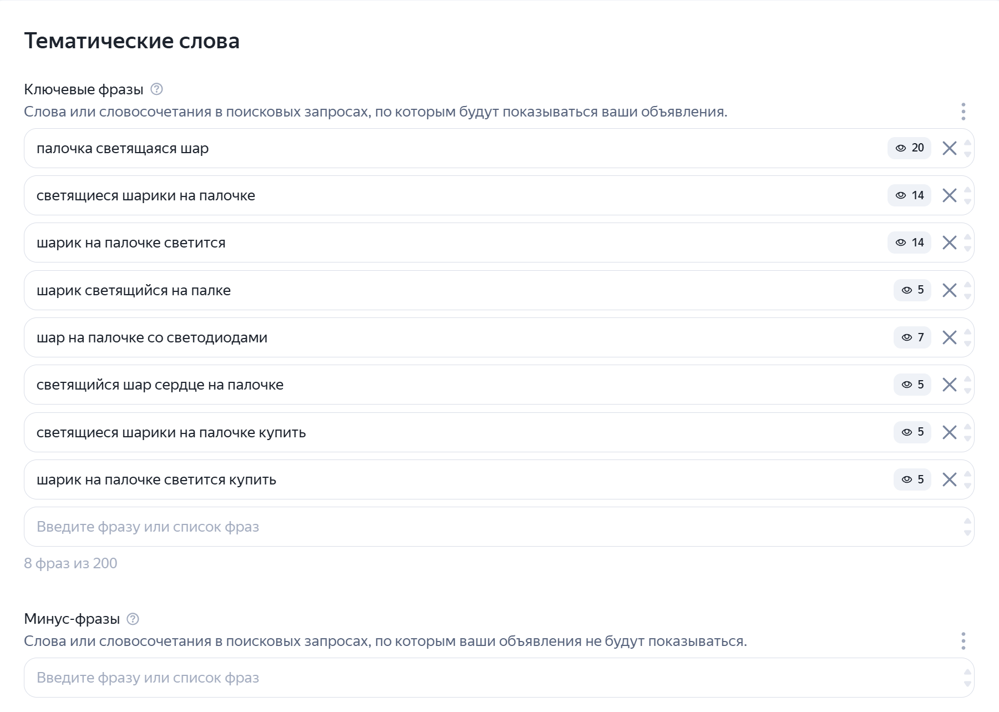 Тематические слова
Ключевые фразы
Слова или словосочетания в поисковых запросах, по которым будут показываться ваши объявления.
палочка светящаяся шар 20
светящиеся шарики на палочке 14
шарик на палочке светится 14
шарик светящийся на палке 5
шар на палочке со светодиодами 7
светящийся шар сердце на палочке 5
светящиеся шарики на палочке купить 5
шарик на палочке светится купить 5
Введите фразу или список фраз
8 фраз из 200
Минус-фразы
Слова или словосочетания в поисковых запросах, по которым ваши объявления не будут показываться.
Введите фразу или список фраз